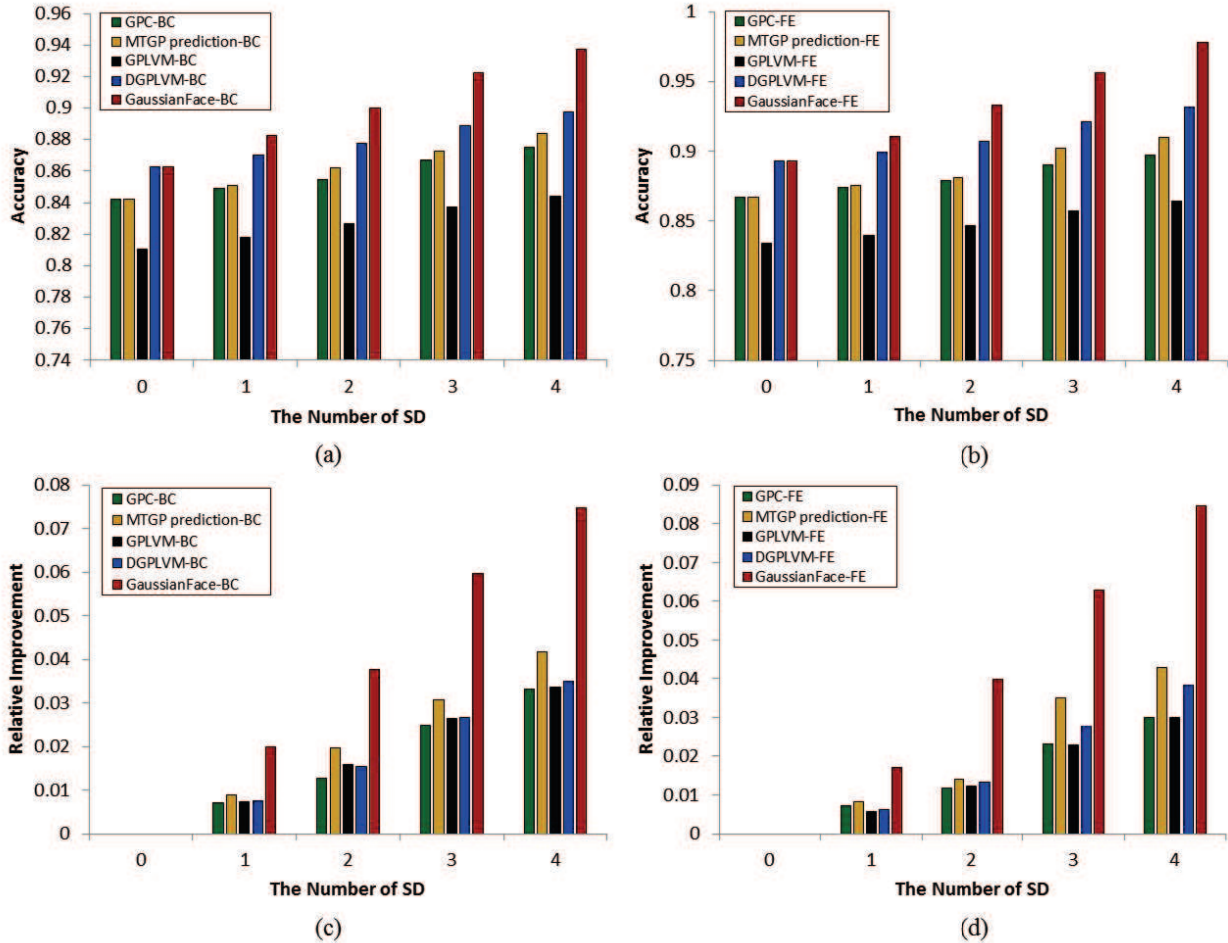 0.96
0.94
0.92
0.9
0.88
0.86
0.84
0.82
0.8
0.78
0.76
0.74
Accuracy
GPC-BC
MTGP prediction-BC
GPLVM-BC
DGPLVM-BC
GaussianFace-BC
0 1 2 3 4
The Number of SD
(a)
1
0.95
0.9
0.85
0.8
0.75
Accuracy
GPC-FE
MTGP prediction-FE
GPLVM-FE
DGPLVM-FE
GaussianFace-FE
0 1 2 3 4
The Number of SD
(b)
0.08
0.07
0.06
0.05
0.04
0.03
0.02
0.01
0
Relative Improvement
GPC-BC
MTGP prediction-BC
GPLVM-BC
DGPLVM-BC
GaussianFace-BC
0 1 2 3 4
The Number of SD
(c)
0.09
0.08
0.07
0.06
0.05
0.04
0.03
0.02
0.01
0
Relative Improvement
GPC-FE
MTGP prediction-FE
GPLVM-FE
DGPLVM-FE
GaussianFace-FE
0 1 2 3 4
The Number of SD
(d)